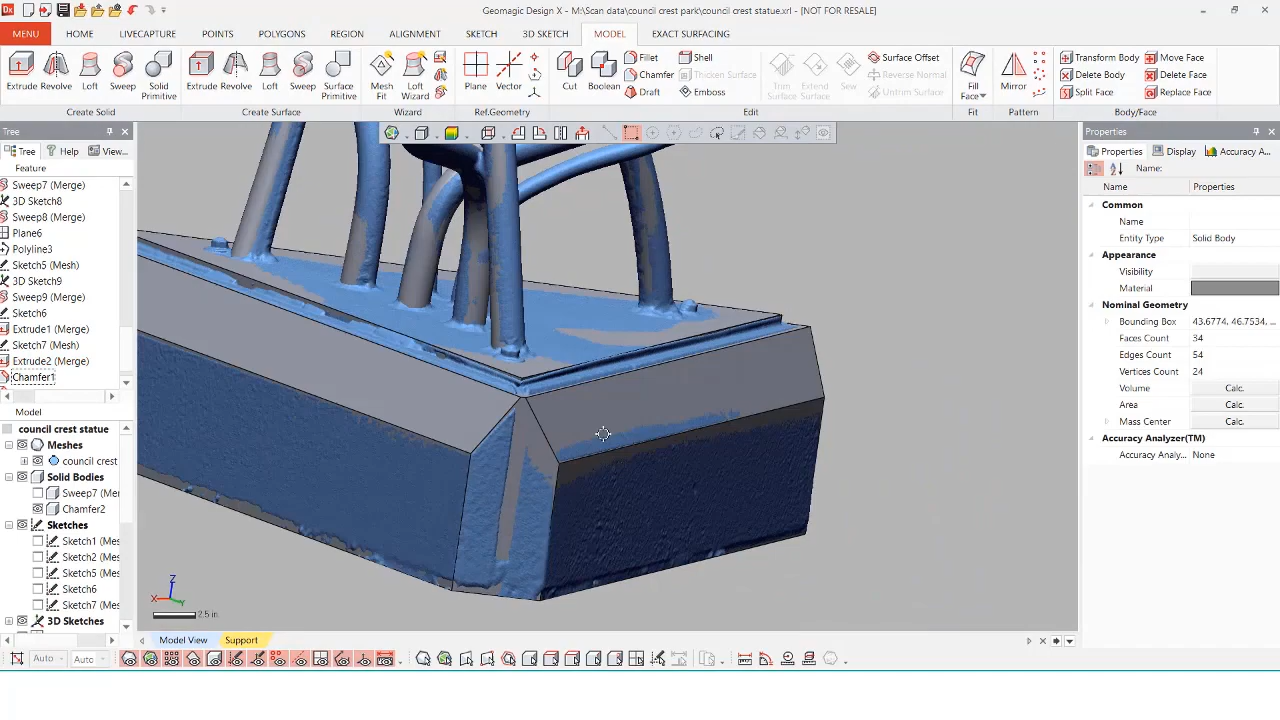 Geomagic Design X - M:\Scan data\council crest park\council crest statue.xrl - [NOT FOR RESALE]
MENU HOME LIVECAPTURE POINTS POLYGONS REGION ALIGNMENT SKETCH 3D SKETCH MODEL EXACT SURFACING
Extrude Revolve Loft Sweep Solid Primitive
Create Solid
Extrude Revolve Loft Sweep Surface Primitive
Create Surface
Mesh Fit Loft Wizard
Wizard
Plane Vector
Ref.Geometry
Cut Boolean
Fillet Shell
Chamfer Thicken Surface
Draft Emboss
Trim Surface Extend Surface Sew
Surface Offset
Reverse Normal
Untrim Surface
Edit
Fill Face
Fit
Mirror
Pattern
Transform Body Move Face
Delete Body Delete Face
Split Face Replace Face
Body/Face
Tree
Tree Help View...
Feature
Sweep7 (Merge)
3D Sketch8
Sweep8 (Merge)
Plane6
Polyline3
Sketch5 (Mesh)
3D Sketch9
Sweep9 (Merge)
Sketch6
Extrude1 (Merge)
Sketch7 (Mesh)
Extrude2 (Merge)
Chamfer1
Model
council crest statue
Meshes
council crest
Solid Bodies
Sweep7 (Me
Chamfer2
Sketches
Sketch1 (Mes
Sketch2 (Mes
Sketch5 (Mes
Sketch6
Sketch7 (Mes
3D Sketches
Z
X Y
2.5 in
Model View Support
Auto Auto
Properties
Properties Display Accuracy A...
Name:
Name Properties
Common
Name
Entity Type Solid Body
Appearance
Visibility
Material
Nominal Geometry
Bounding Box 43.6774, 46.7534, ...
Faces Count 34
Edges Count 54
Vertices Count 24
Volume Calc.
Area Calc.
Mass Center Calc.
Accuracy Analyzer(TM)
Accuracy Analy... None